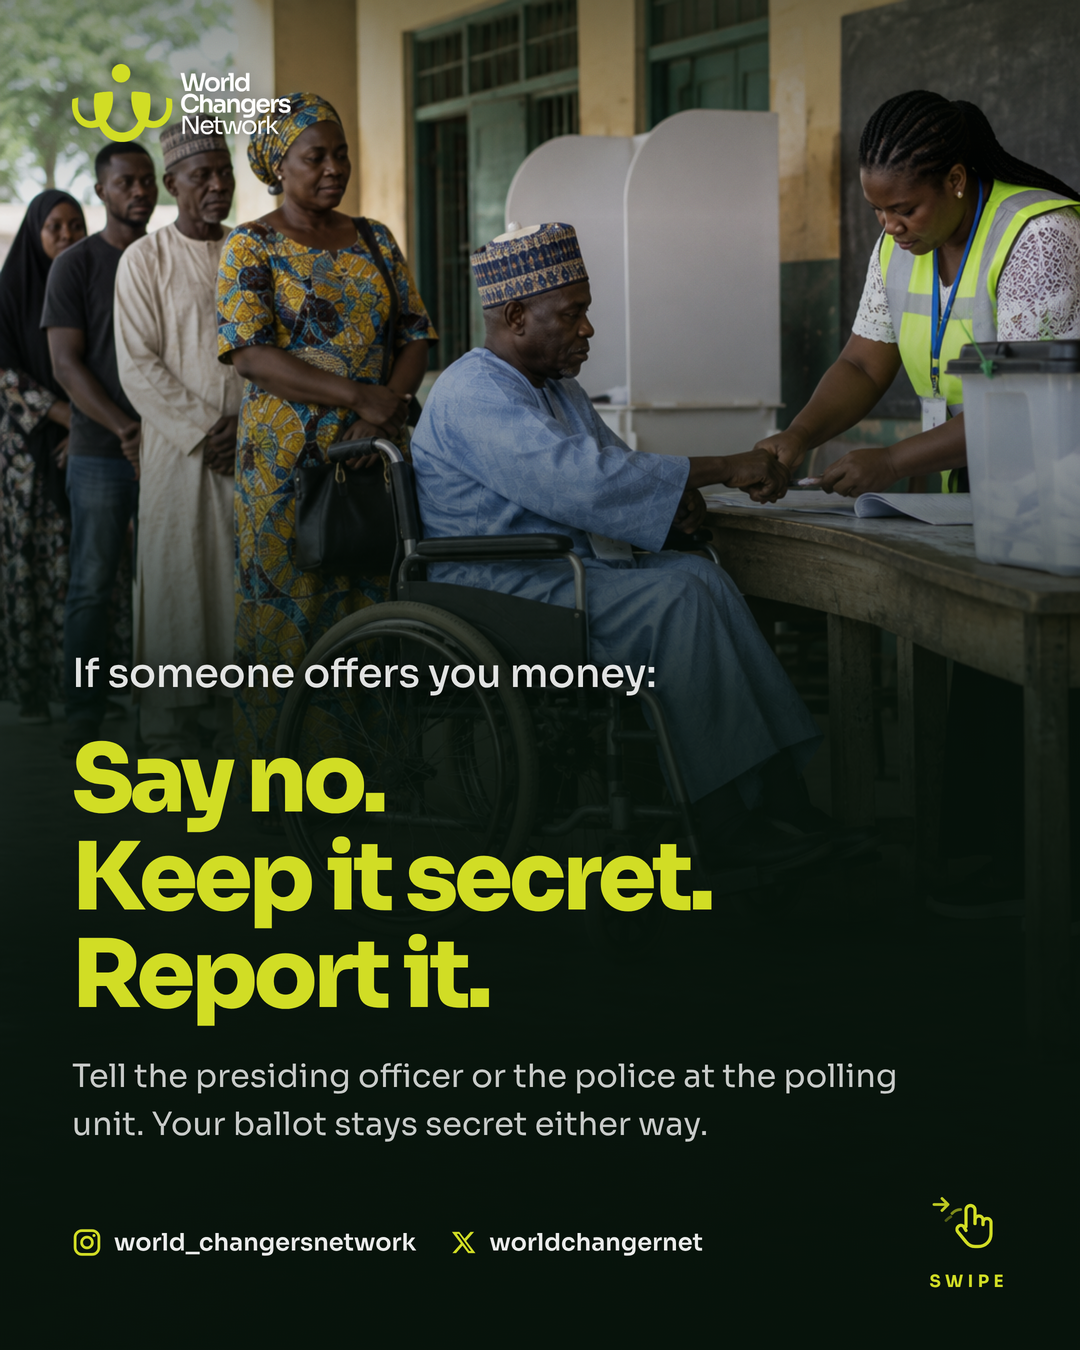 World
Changers
Network
If someone offers you money:
Say no.
Keep it secret.
Report it.
Tell the presiding officer or the police at the polling
unit. Your ballot stays secret either way.
world_changersnetwork worldchangernet
SWIPE